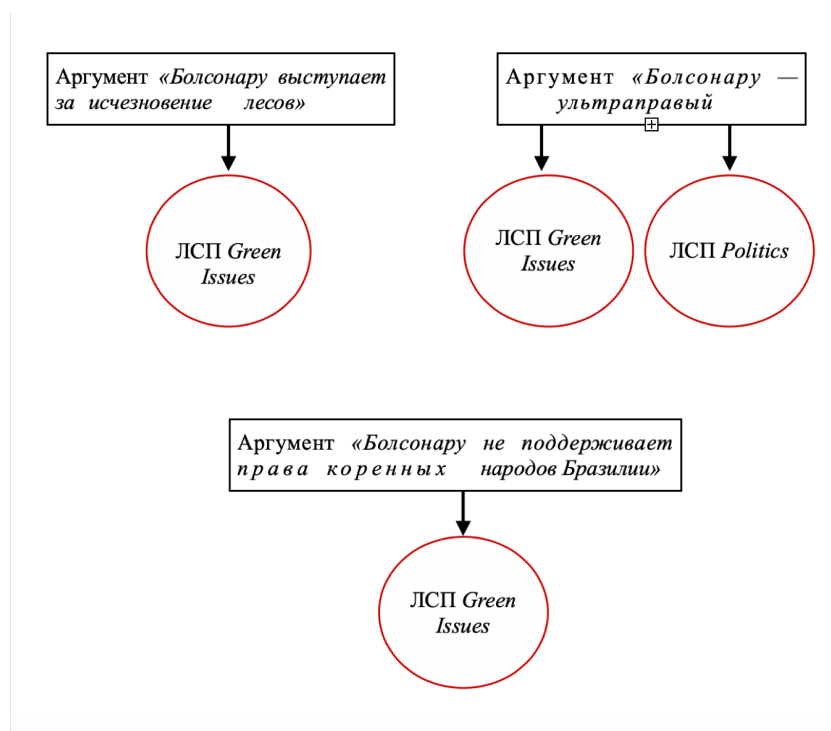 Аргумент «Болсонару выступает
за исчезновение лесов»
Аргумент «Болсонару —
ультраправый
ЛСП Green
Issues
ЛСП Green
Issues
ЛСП Politics
Аргумент «Болсонару не поддерживает
права коренных народов Бразилии»
ЛСП Green
Issues